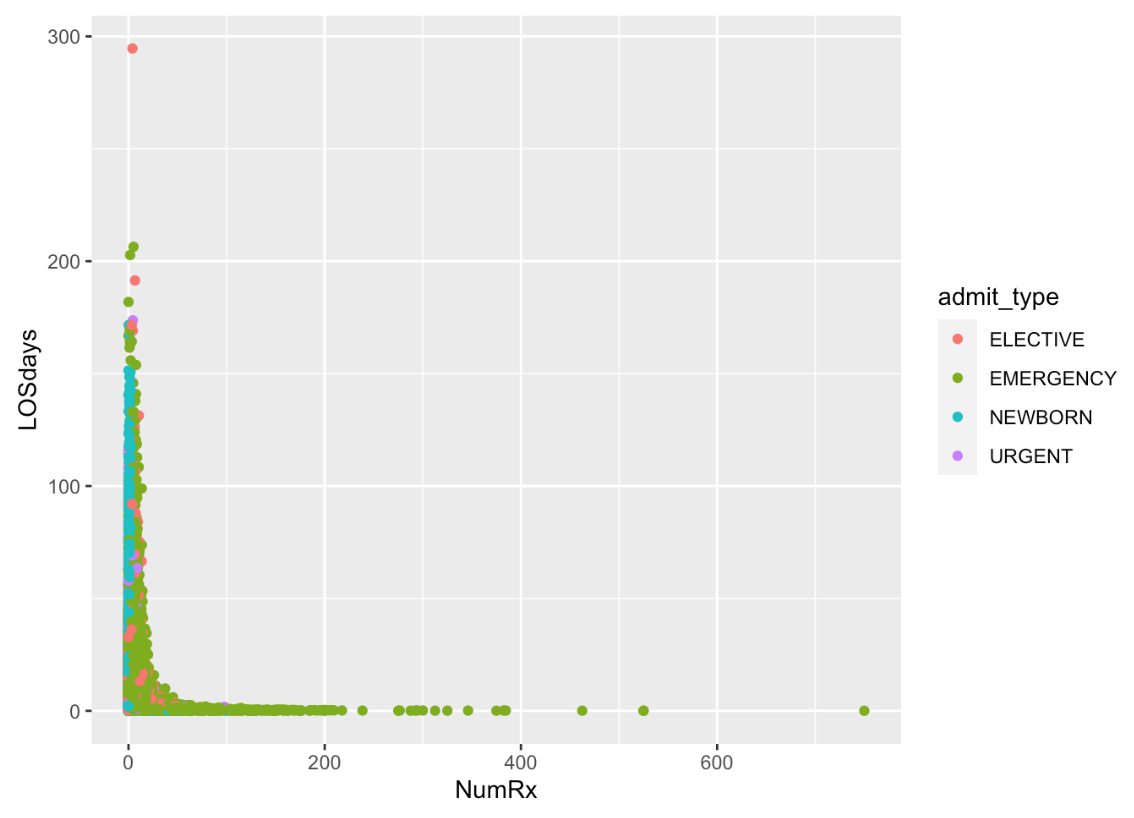 300
200
100
0
LOSdays
0
200
400
600
NumRx
admit_type
ELECTIVE
EMERGENCY
NEWBORN
URGENT